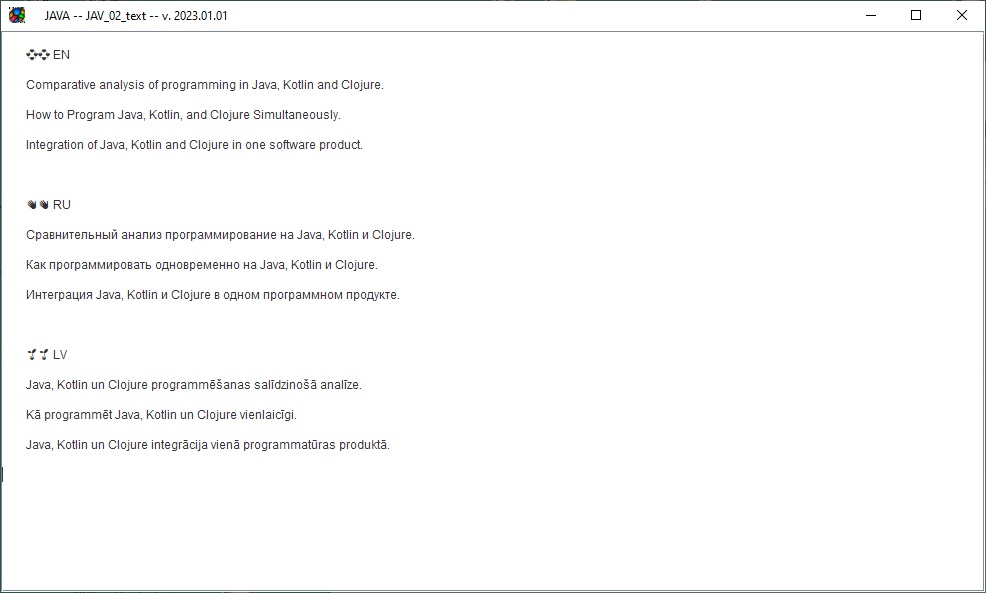 JAVA -- JAV_02_text -- v. 2023.01.01
EN
Comparative analysis of programming in Java, Kotlin and Clojure.
How to Program Java, Kotlin, and Clojure Simultaneously.
Integration of Java, Kotlin and Clojure in one software product.
RU
Сравнительный анализ программирование на Java, Kotlin и Clojure.
Как программировать одновременно на Java, Kotlin и Clojure.
Интеграция Java, Kotlin и Clojure в одном программном продукте.
LV
Java, Kotlin un Clojure programmēšanas salīdzinošā analīze.
Kā programmēt Java, Kotlin un Clojure vienlaicīgi.
Java, Kotlin un Clojure integrācija vienā programmatūras produktā.